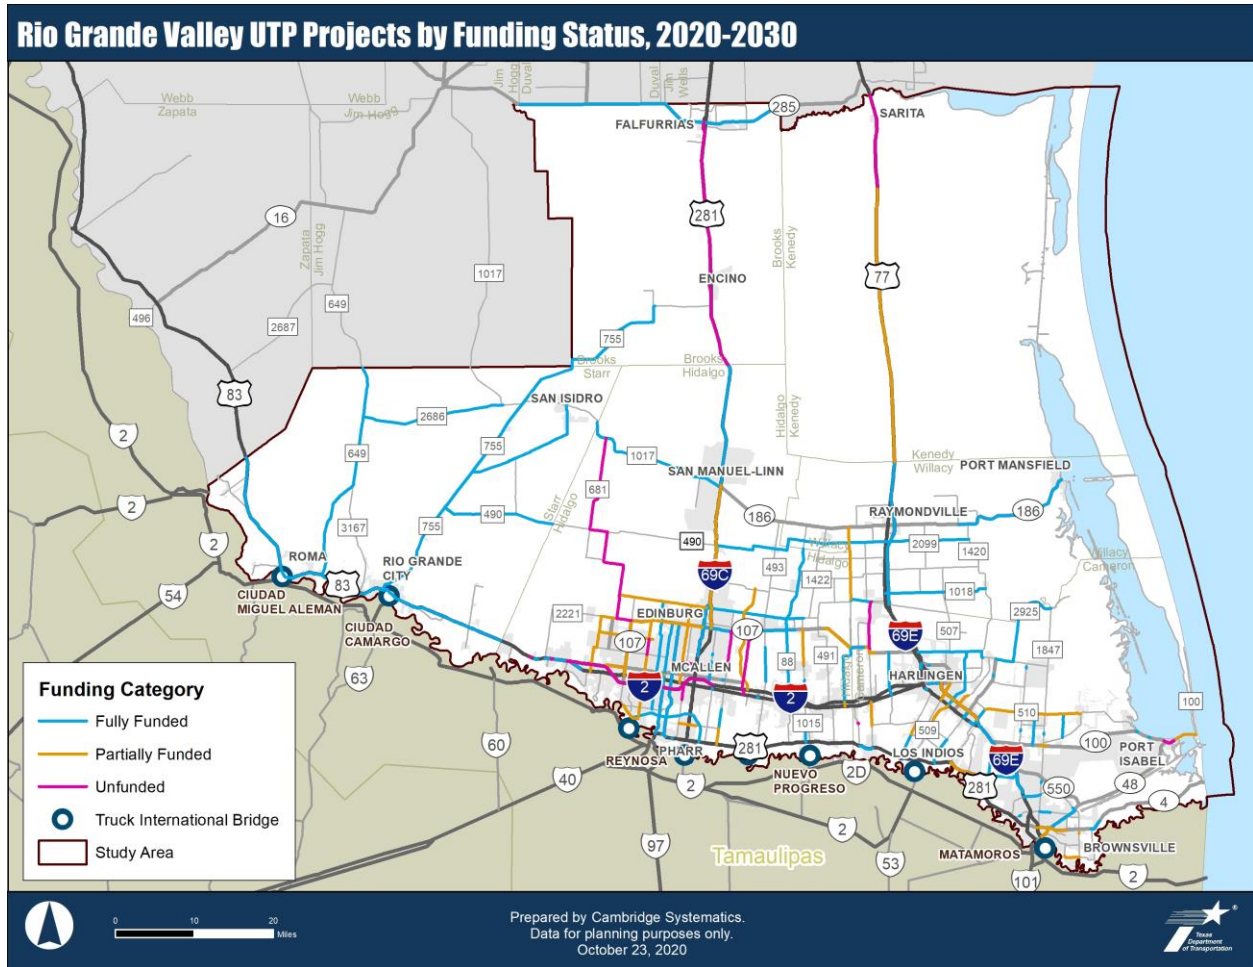 Rio Grande Valley UTP Projects by Funding Status, 2020-2030
Webb
Zapata
Webb
Jim Hogg
Jim
Hogg
Duval
Duval
Jim
Wells
285
FALFURRIAS
SARITA
16
281
Zapata
Jim Hogg
1017
Brooks
Kenedy
ENCINO
77
649
496
2687
755
83
Brooks
Starr
Brooks
Hidalgo
SAN ISIDRO
2
2686
Hidalgo
Kenedy
755
649
1017
Kenedy
Willacy
PORT MANSFIELD
SAN MANUEL-LINN
681
2
Starr
Hidalgo
186
RAYMONDVILLE
186
490
3167
755
490
2
Willacy
Hidalgo
2099
1420
Willacy
Cameron
ROMA
RIO GRANDE
CITY
83
69C
493
1422
54
CIUDAD
MIGUEL ALEMAN
1018
2221
EDINBURG
2925
CIUDAD
CAMARGO
107
107
69E
507
88
491
1847
MCALLEN
Cameron
HARLINGEN
63
2
2
100
Funding Category
Fully Funded
Partially Funded
Unfunded
Truck International Bridge
Study Area
1015
509
510
60
REYNOSA
PHARR
281
LOS INDIOS
69E
100
PORT
ISABEL
40
2
NUEVO
PROGRESO
2D
281
550
48
4
2
97
Tamaulipas
53
MATAMOROS
BROWNSVILLE
101
2
0 10 20
Miles
Prepared by Cambridge Systematics.
Data for planning purposes only.
October 23, 2020
Texas
Department
of Transportation